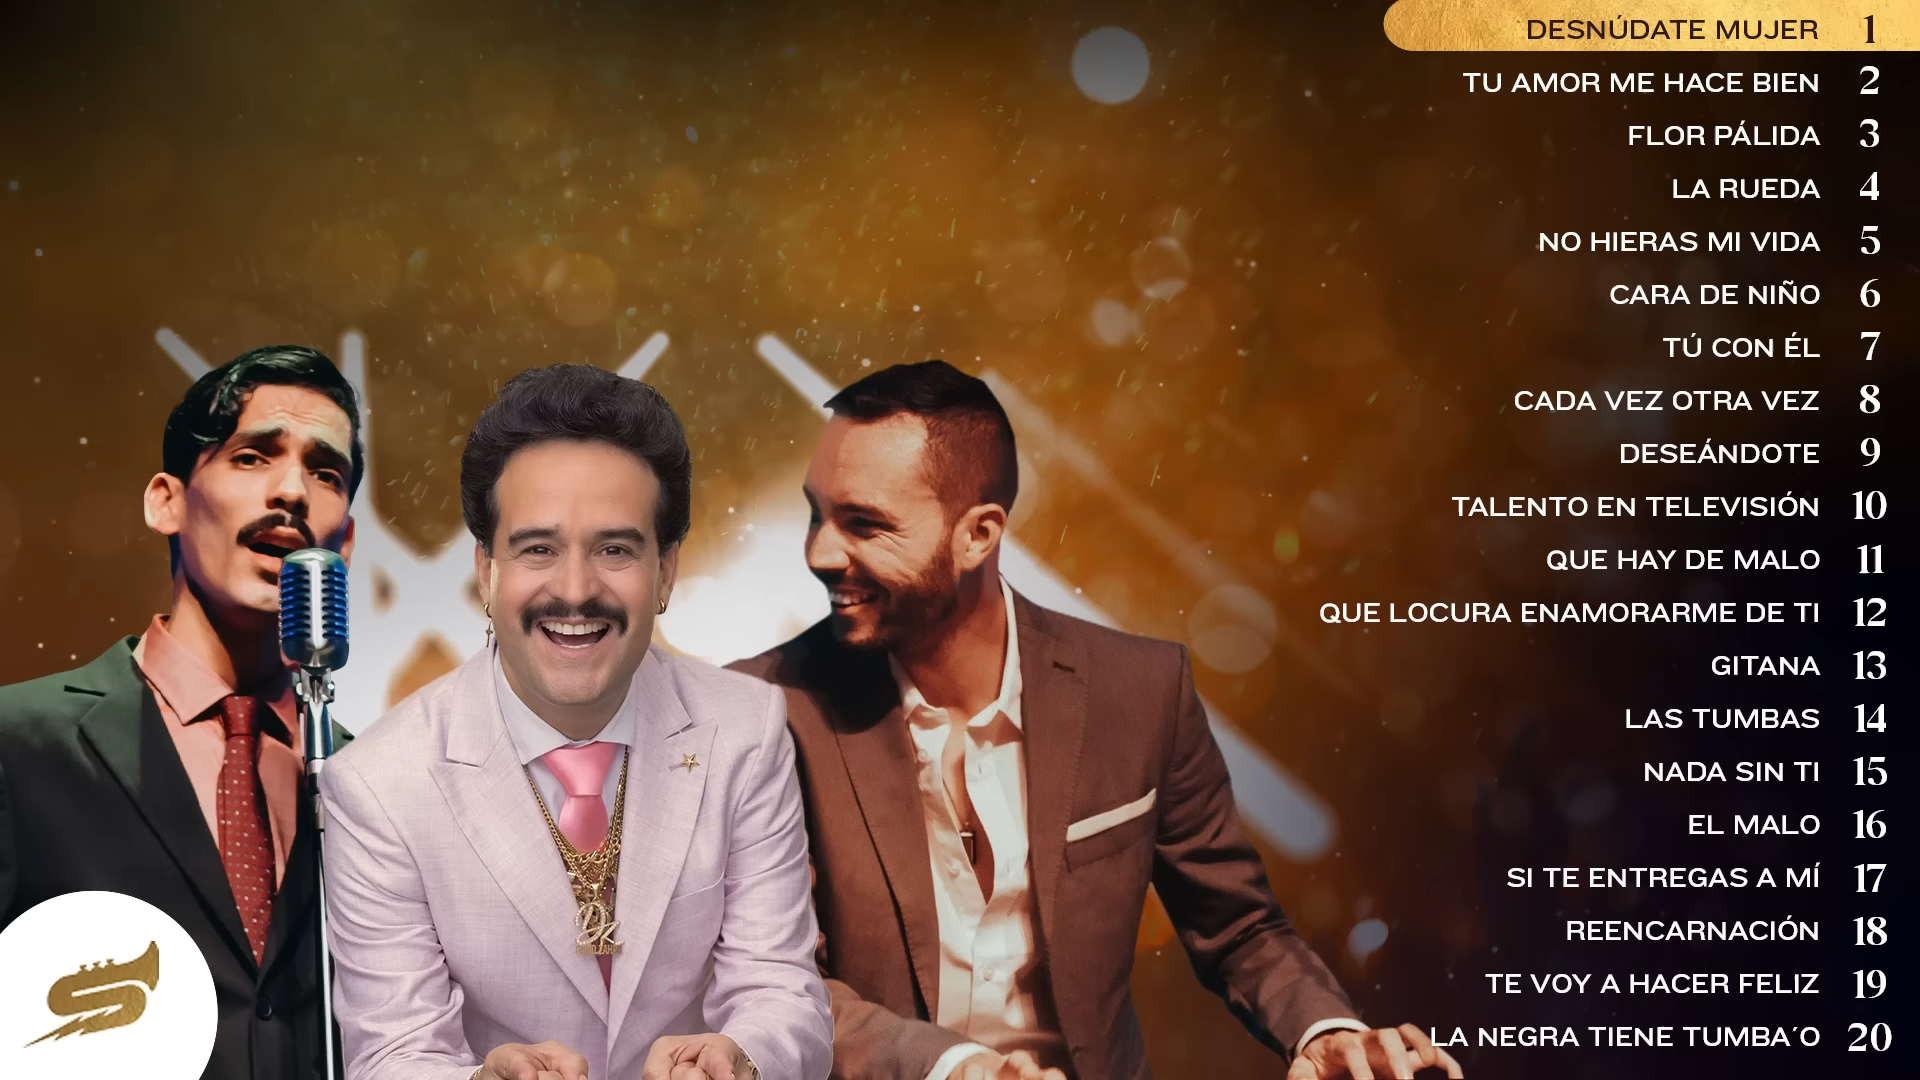 DESNÚDATE MUJER 1
TU AMOR ME HACE BIEN 2
FLOR PÁLIDA 3
LA RUEDA 4
NO HIERAS MI VIDA 5
CARA DE NIÑO 6
TÚ CON ÉL 7
CADA VEZ OTRA VEZ 8
DESEÁNDOTE 9
TALENTO EN TELEVISIÓN 10
QUE HAY DE MALO 11
QUE LOCURA ENAMORARME DE TI 12
GITANA 13
LAS TUMBAS 14
NADA SIN TI 15
EL MALO 16
SI TE ENTREGAS A MÍ 17
REENCARNACIÓN 18
TE VOY A HACER FELIZ 19
LA NEGRA TIENE TUMBA´O 20